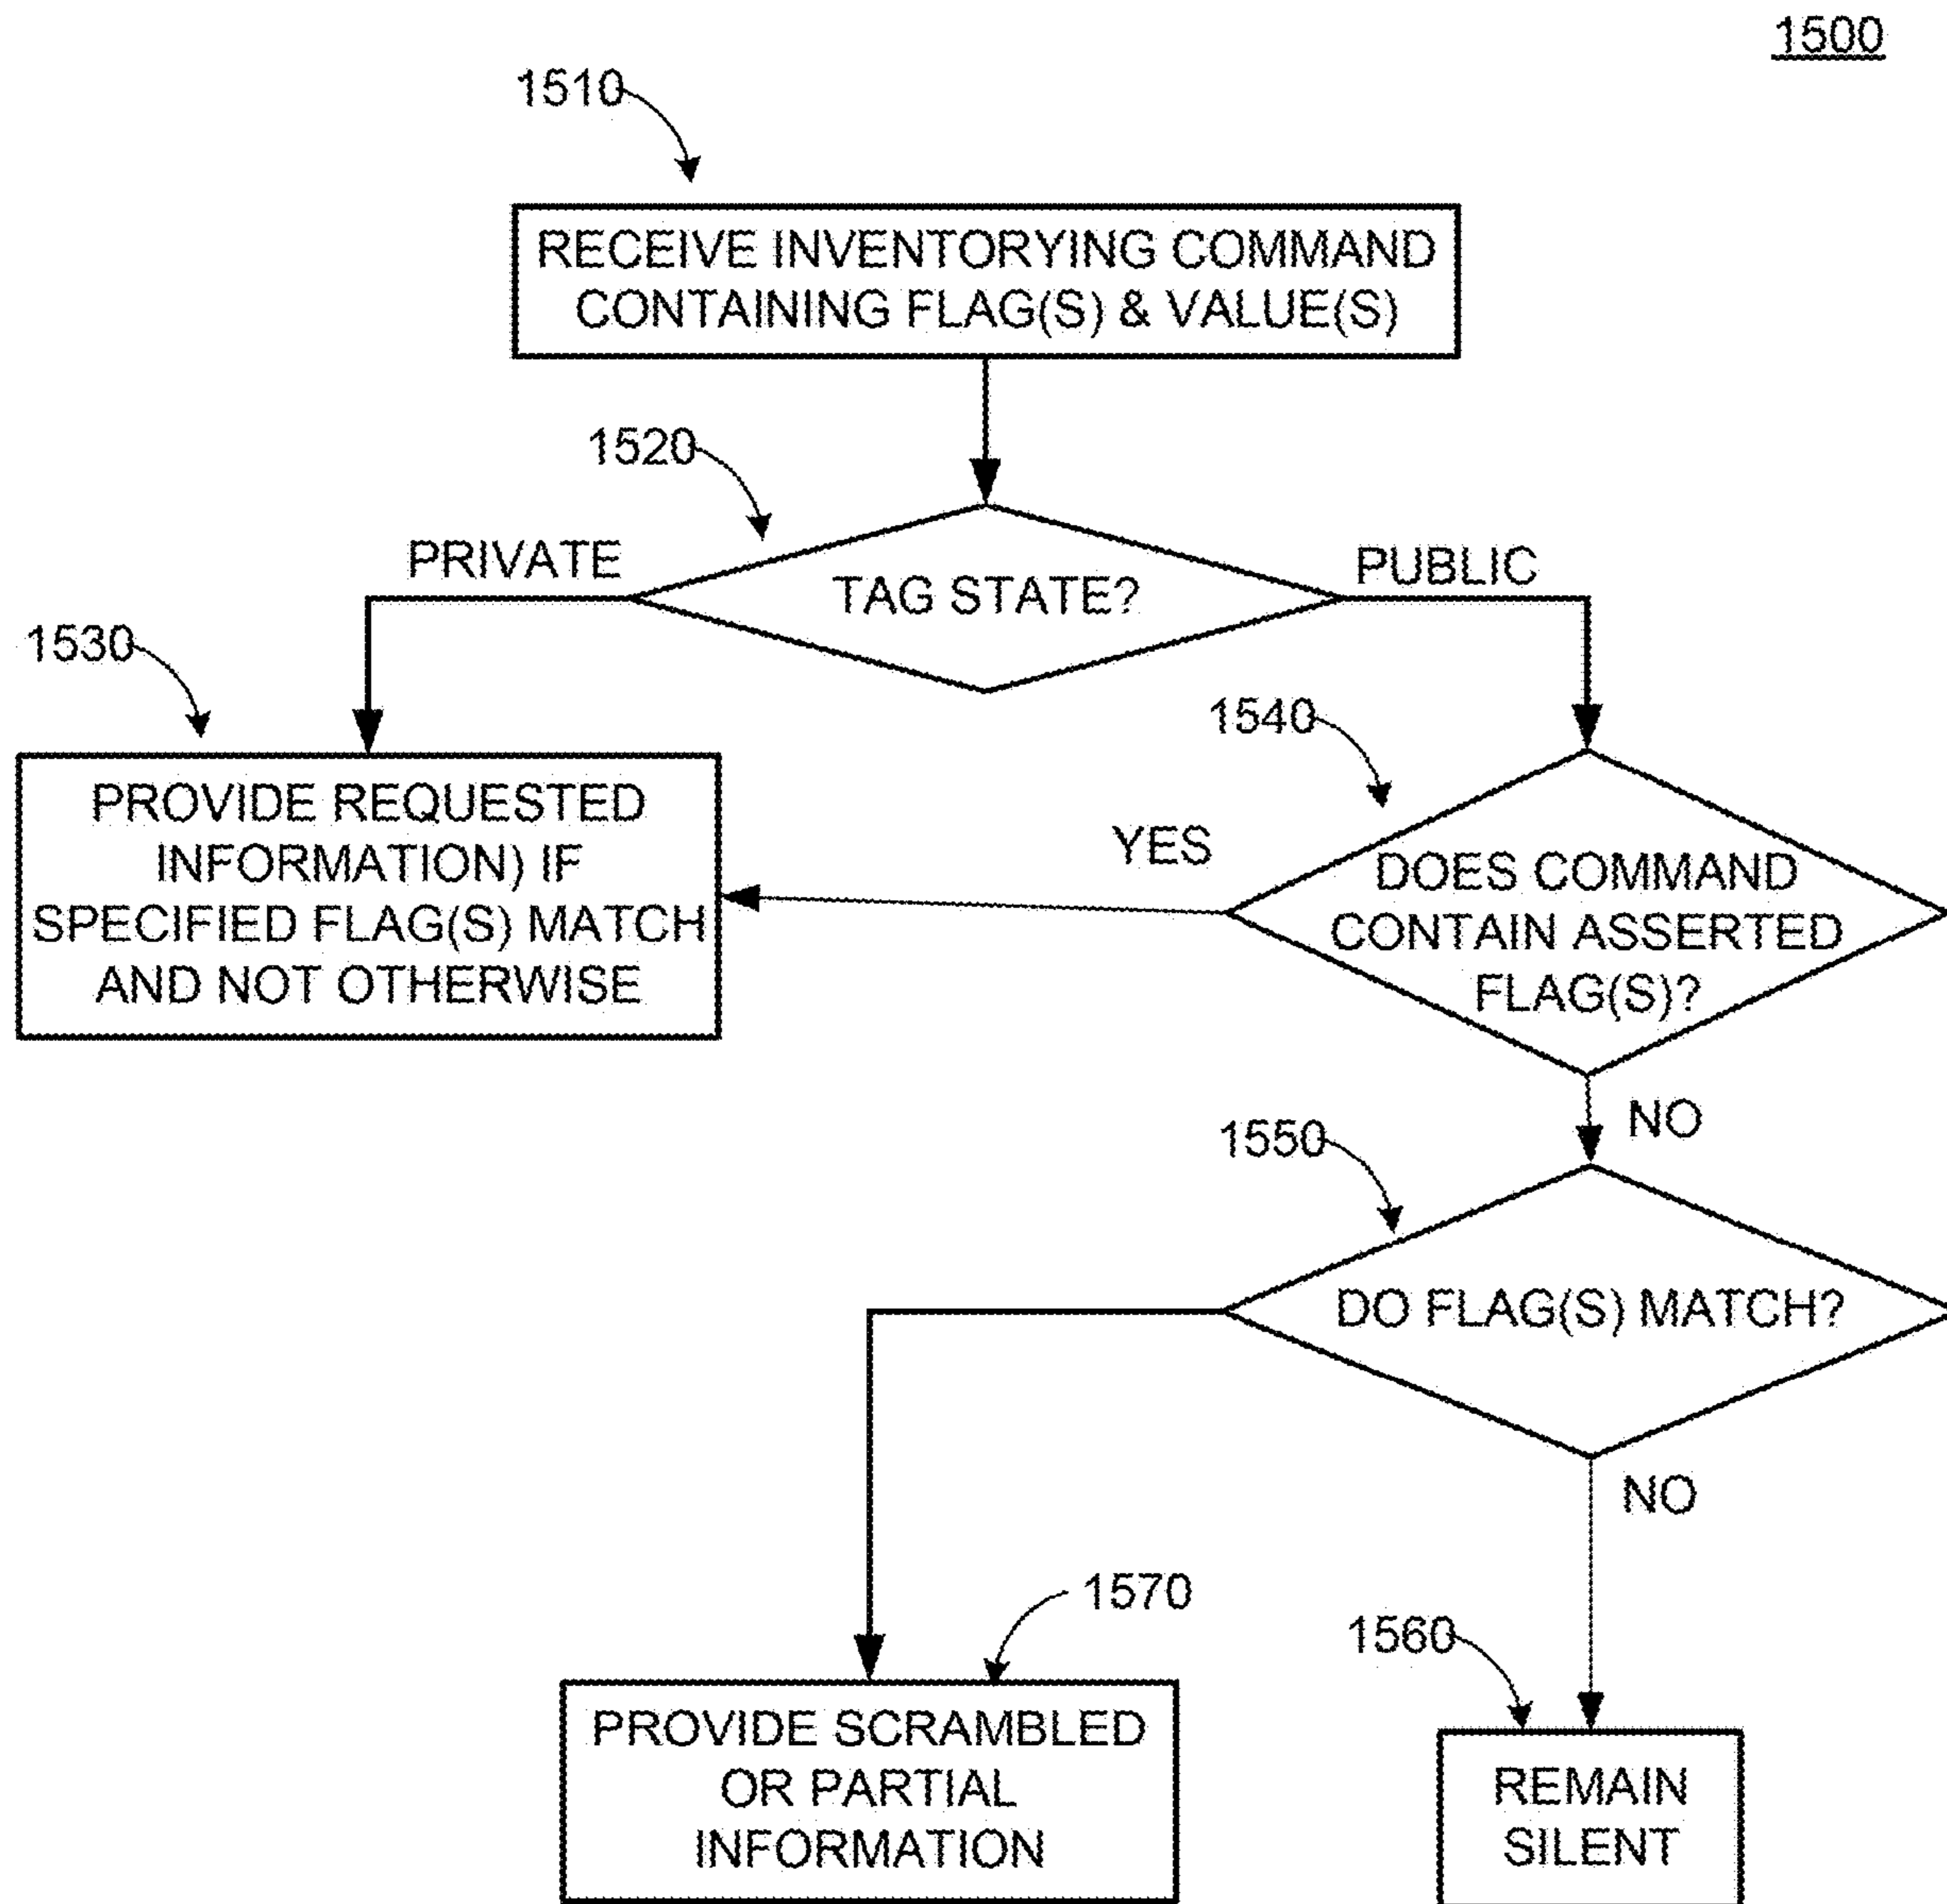 1500
1510
RECEIVE INVENTORYING COMMAND
CONTAINING FLAG(S) & VALUE(S)
1520
PRIVATE
TAG STATE?
PUBLIC
1530
PROVIDE REQUESTED
INFORMATION) IF
SPECIFIED FLAG(S) MATCH
AND NOT OTHERWISE
1540
YES
DOES COMMAND
CONTAIN ASSERTED
FLAG(S)?
NO
1550
DO FLAG(S) MATCH?
NO
1570
1560
PROVIDE SCRAMBLED
OR PARTIAL
INFORMATION
REMAIN
SILENT